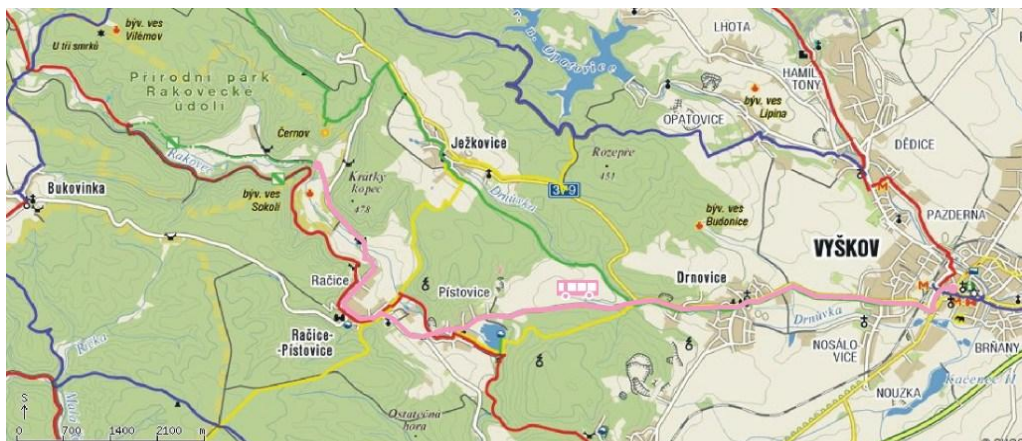 býv. ves
Vilémov
U tří smrků
Přírodní park
Rakovecké
údolí
Černov
Rakovec
Bukovinka
býv. ves
Sokolí
Krátký
kopec
478
Ježkovice
Drnůvka
379
Rozepře
451
LHOTA
HAMIL
TONY
OPATOVICE
býv. ves
Lipina
DĚDICE
býv. ves
Budonice
PAZDERNA
VYŠKOV
Drnovice
Račice
Pístovice
Račice-
-Pístovice
Drnůvka
NOSÁLO
VICE
BRŇANY
NOUZKA
Říčka
Ostatečná
hora
S
0 700 1400 2100 m